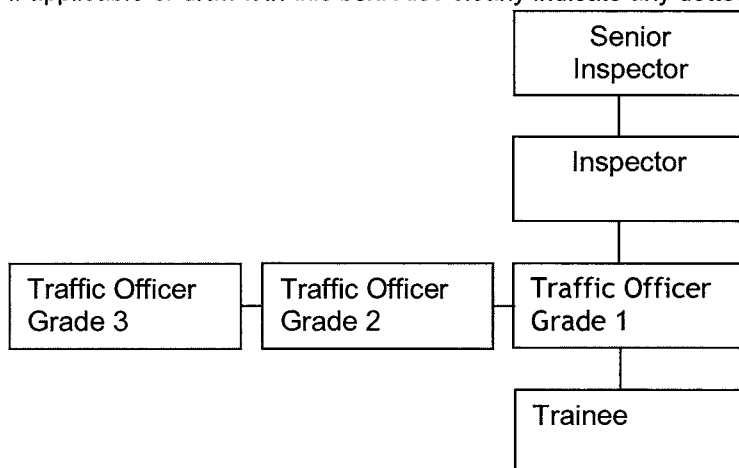 Senior
Inspector
Inspector
Traffic Officer
Grade 3
Traffic Officer
Grade 2
Traffic Officer
Grade 1
Trainee